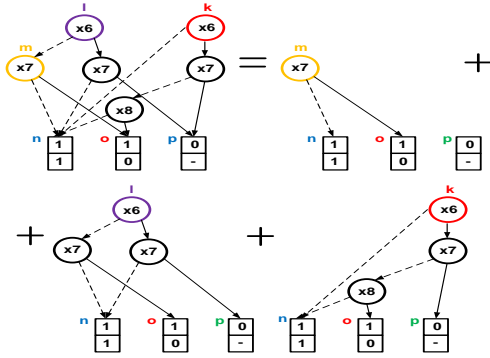 l k
m x6 x6
x7 x7 x7 = x7 +
m
x8
n 1 o 1 p 0 n 1 o 1 p 0
1 0 - 1 0 -
l k
+ x6 + x6
x7 x7 x7
x8
n 1 o 1 p 0 n 1 o 1 p 0
1 0 - 1 0 -